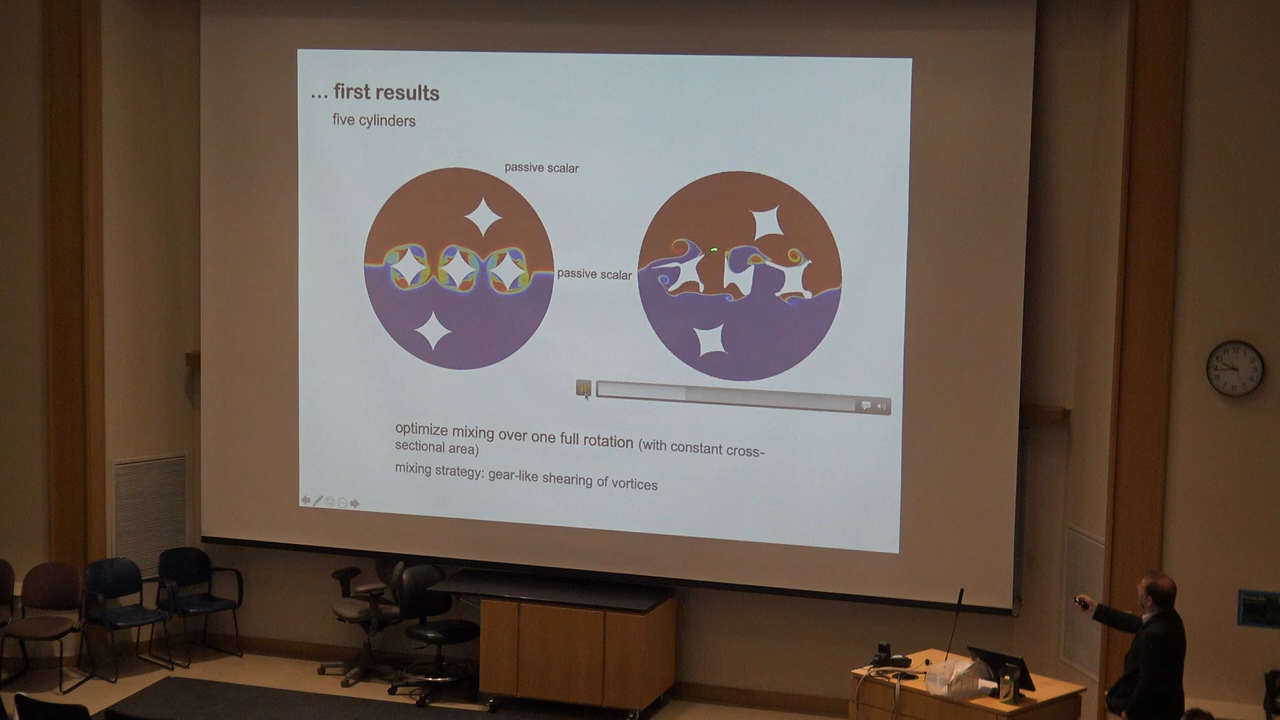 ... first results
five cylinders
passive scalar
passive scalar
optimize mixing over one full rotation (with constant cross-
sectional area)
mixing strategy: gear-like shearing of vortices